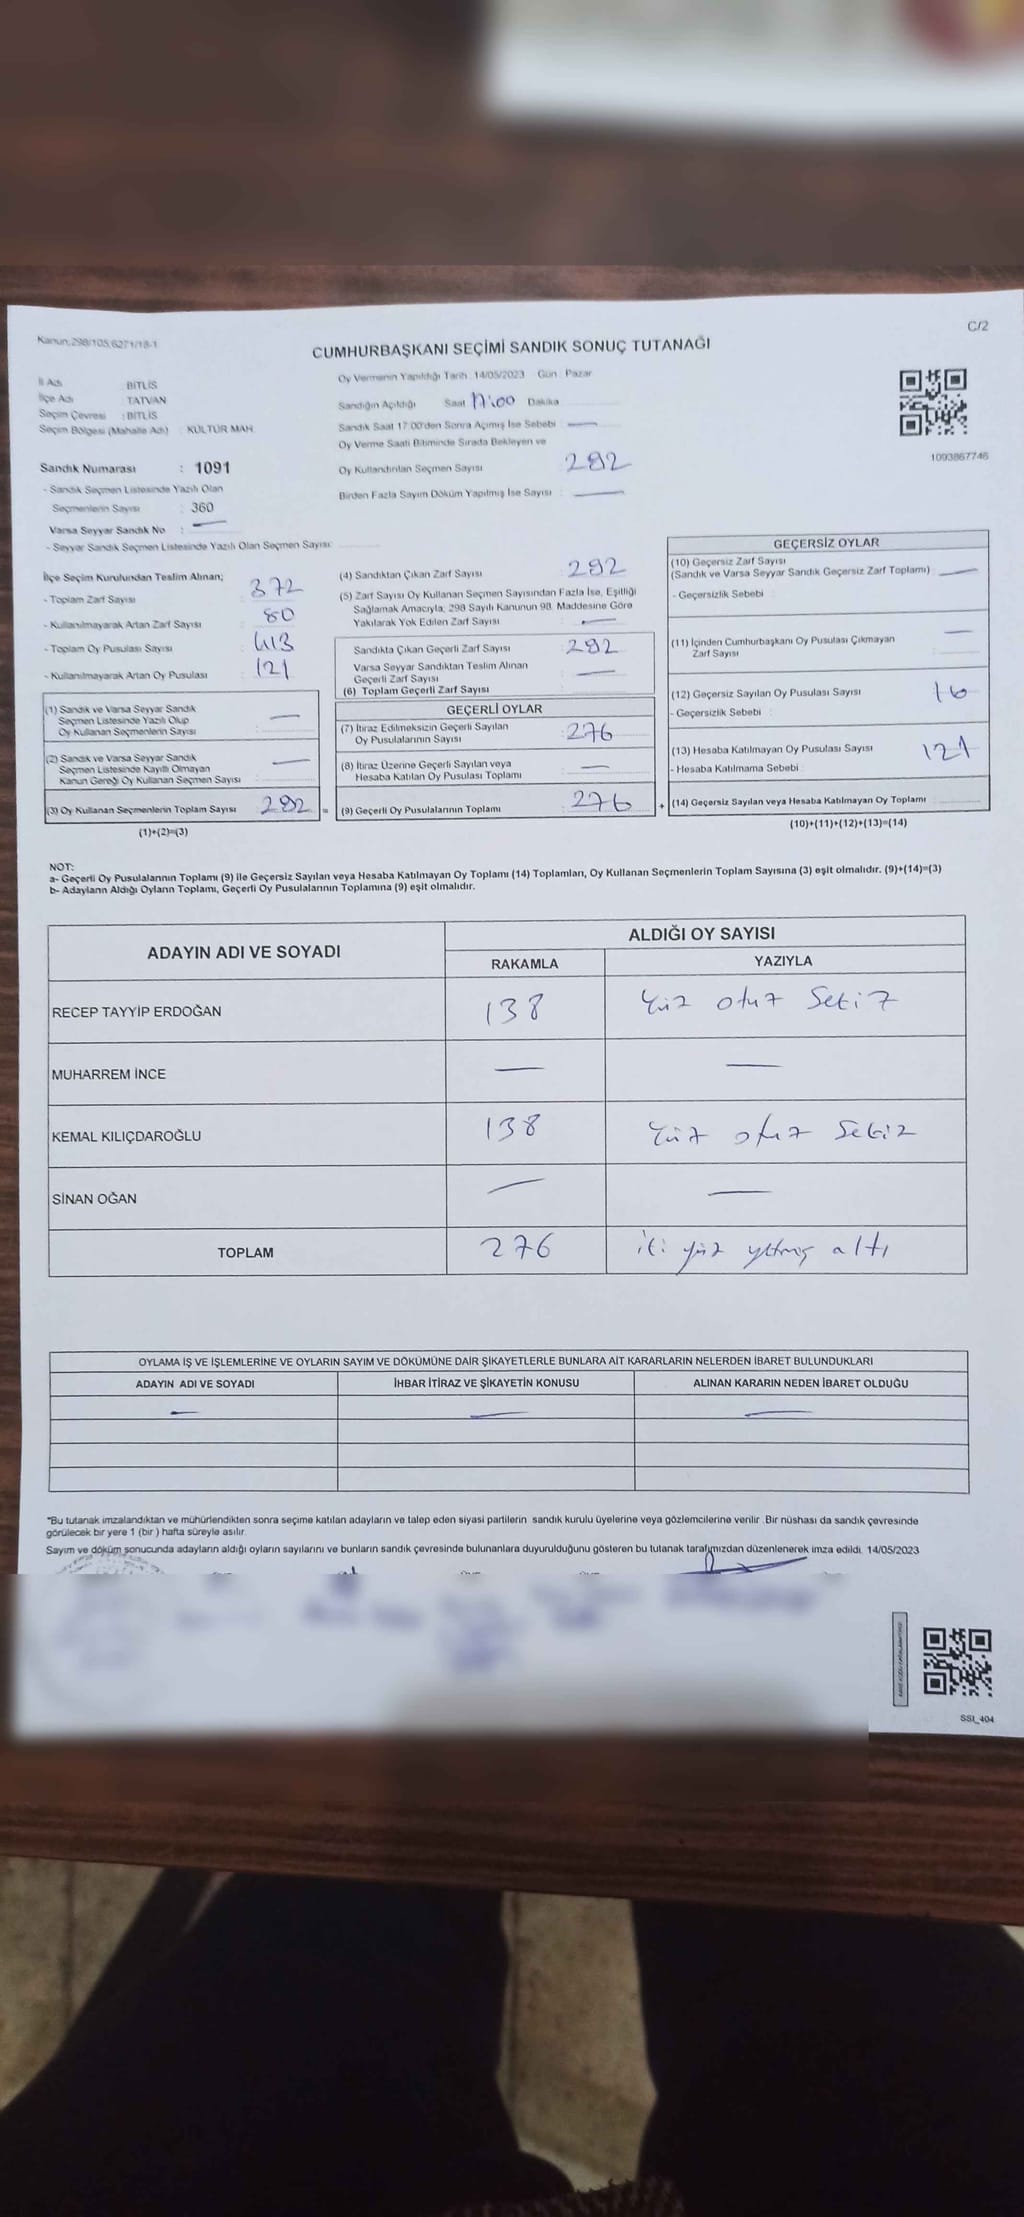 C/2
Kanun;298/105;6271/18-1
CUMHURBAŞKANI SEÇİMİ SANDIK SONUÇ TUTANAĞI
İl Adı : BİTLİS
İlçe Adı : TATVAN
Seçim Çevresi : BİTLİS
Seçim Bölgesi (Mahalle Adı) : KÜLTÜR MAH.
Sandık Numarası : 1091
- Sandık Seçmen Listesinde Yazılı Olan
Seçmenlerin Sayısı : 360
Varsa Seyyar Sandık No : —
- Seyyar Sandık Seçmen Listesinde Yazılı Olan Seçmen Sayısı:
Oy Vermenin Yapıldığı Tarih : 14/05/2023 Gün : Pazar
Sandığın Açıldığı Saat 17:00 Dakika
Sandık Saat 17:00'den Sonra Açımış İse Sebebi : —
Oy Verme Saati Bitiminde Sırada Bekleyen ve
Oy Kullandırılan Seçmen Sayısı 292
Birden Fazla Sayım Döküm Yapılmış İse Sayısı : —
1093867746
İlçe Seçim Kurulundan Teslim Alınan;
- Toplam Zarf Sayısı 372
- Kullanılmayarak Artan Zarf Sayısı 80
- Toplam Oy Pusulası Sayısı 413
- Kullanılmayarak Artan Oy Pusulası 121
(1) Sandık ve Varsa Seyyar Sandık
Seçmen Listesinde Yazılı Olup
Oy Kullanan Seçmenlerin Sayısı —
(2) Sandık ve Varsa Seyyar Sandık
Seçmen Listesinde Kayıtlı Olmayan
Kanun Gereği Oy Kullanan Seçmen Sayısı —
(3) Oy Kullanan Seçmenlerin Toplam Sayısı : 292 =
(1)+(2)=(3)
(4) Sandıktan Çıkan Zarf Sayısı : 292
(5) Zarf Sayısı Oy Kullanan Seçmen Sayısından Fazla İse, Eşitliği
Sağlamak Amacıyla, 298 Sayılı Kanunun 98. Maddesine Göre
Yakılarak Yok Edilen Zarf Sayısı : —
Sandıkta Çıkan Geçerli Zarf Sayısı : 292
Varsa Seyyar Sandıktan Teslim Alınan
Geçerli Zarf Sayısı : —
(6) Toplam Geçerli Zarf Sayısı
GEÇERLİ OYLAR
(7) İtiraz Edilmeksizin Geçerli Sayılan
Oy Pusulalarının Sayısı : 276
(8) İtiraz Üzerine Geçerli Sayılan veya
Hesaba Katılan Oy Pusulası Toplamı : —
(9) Geçerli Oy Pusulalarının Toplamı : 276 +
GEÇERSİZ OYLAR
(10) Geçersiz Zarf Sayısı
(Sandık ve Varsa Seyyar Sandık Geçersiz Zarf Toplamı) : —
- Geçersizlik Sebebi :
(11) İçinden Cumhurbaşkanı Oy Pusulası Çıkmayan —
Zarf Sayısı :
(12) Geçersiz Sayılan Oy Pusulası Sayısı 16
- Geçersizlik Sebebi :
(13) Hesaba Katılmayan Oy Pusulası Sayısı 121
- Hesaba Katılmama Sebebi :
(14) Geçersiz Sayılan veya Hesaba Katılmayan Oy Toplamı :
(10)+(11)+(12)+(13)=(14)
NOT:
a- Geçerli Oy Pusulalarının Toplamı (9) ile Geçersiz Sayılan veya Hesaba Katılmayan Oy Toplamı (14) Toplamları, Oy Kullanan Seçmenlerin Toplam Sayısına (3) eşit olmalıdır. (9)+(14)=(3)
b- Adayların Aldığı Oyların Toplamı, Geçerli Oy Pusulalarının Toplamına (9) eşit olmalıdır.
ADAYIN ADI VE SOYADI
ALDIĞI OY SAYISI
RAKAMLA YAZIYLA
RECEP TAYYİP ERDOĞAN 138 Yüz otuz Sekiz
MUHARREM İNCE — —
KEMAL KILIÇDAROĞLU 138 Yüz otuz Sekiz
SİNAN OĞAN — —
TOPLAM 276 iki yüz yetmiş altı
OYLAMA İŞ VE İŞLEMLERİNE VE OYLARIN SAYIM VE DÖKÜMÜNE DAİR ŞİKAYETLERLE BUNLARA AİT KARARLARIN NELERDEN İBARET BULUNDUKLARI
ADAYIN ADI VE SOYADI İHBAR İTİRAZ VE ŞİKAYETİN KONUSU ALINAN KARARIN NEDEN İBARET OLDUĞU
— — —
"Bu tutanak imzalandıktan ve mühürlendikten sonra seçime katılan adayların ve talep eden siyasi partilerin sandık kurulu üyelerine veya gözlemcilerine verilir .Bir nüshası da sandık çevresinde
görülecek bir yere 1 (bir ) hafta süreyle asılır.
Sayım ve döküm sonucunda adayların aldığı oyların sayılarını ve bunların sandık çevresinde bulunanlara duyurulduğunu gösteren bu tutanak tarafımızdan düzenlenerek imza edildi. 14/05/2023
SSI_404